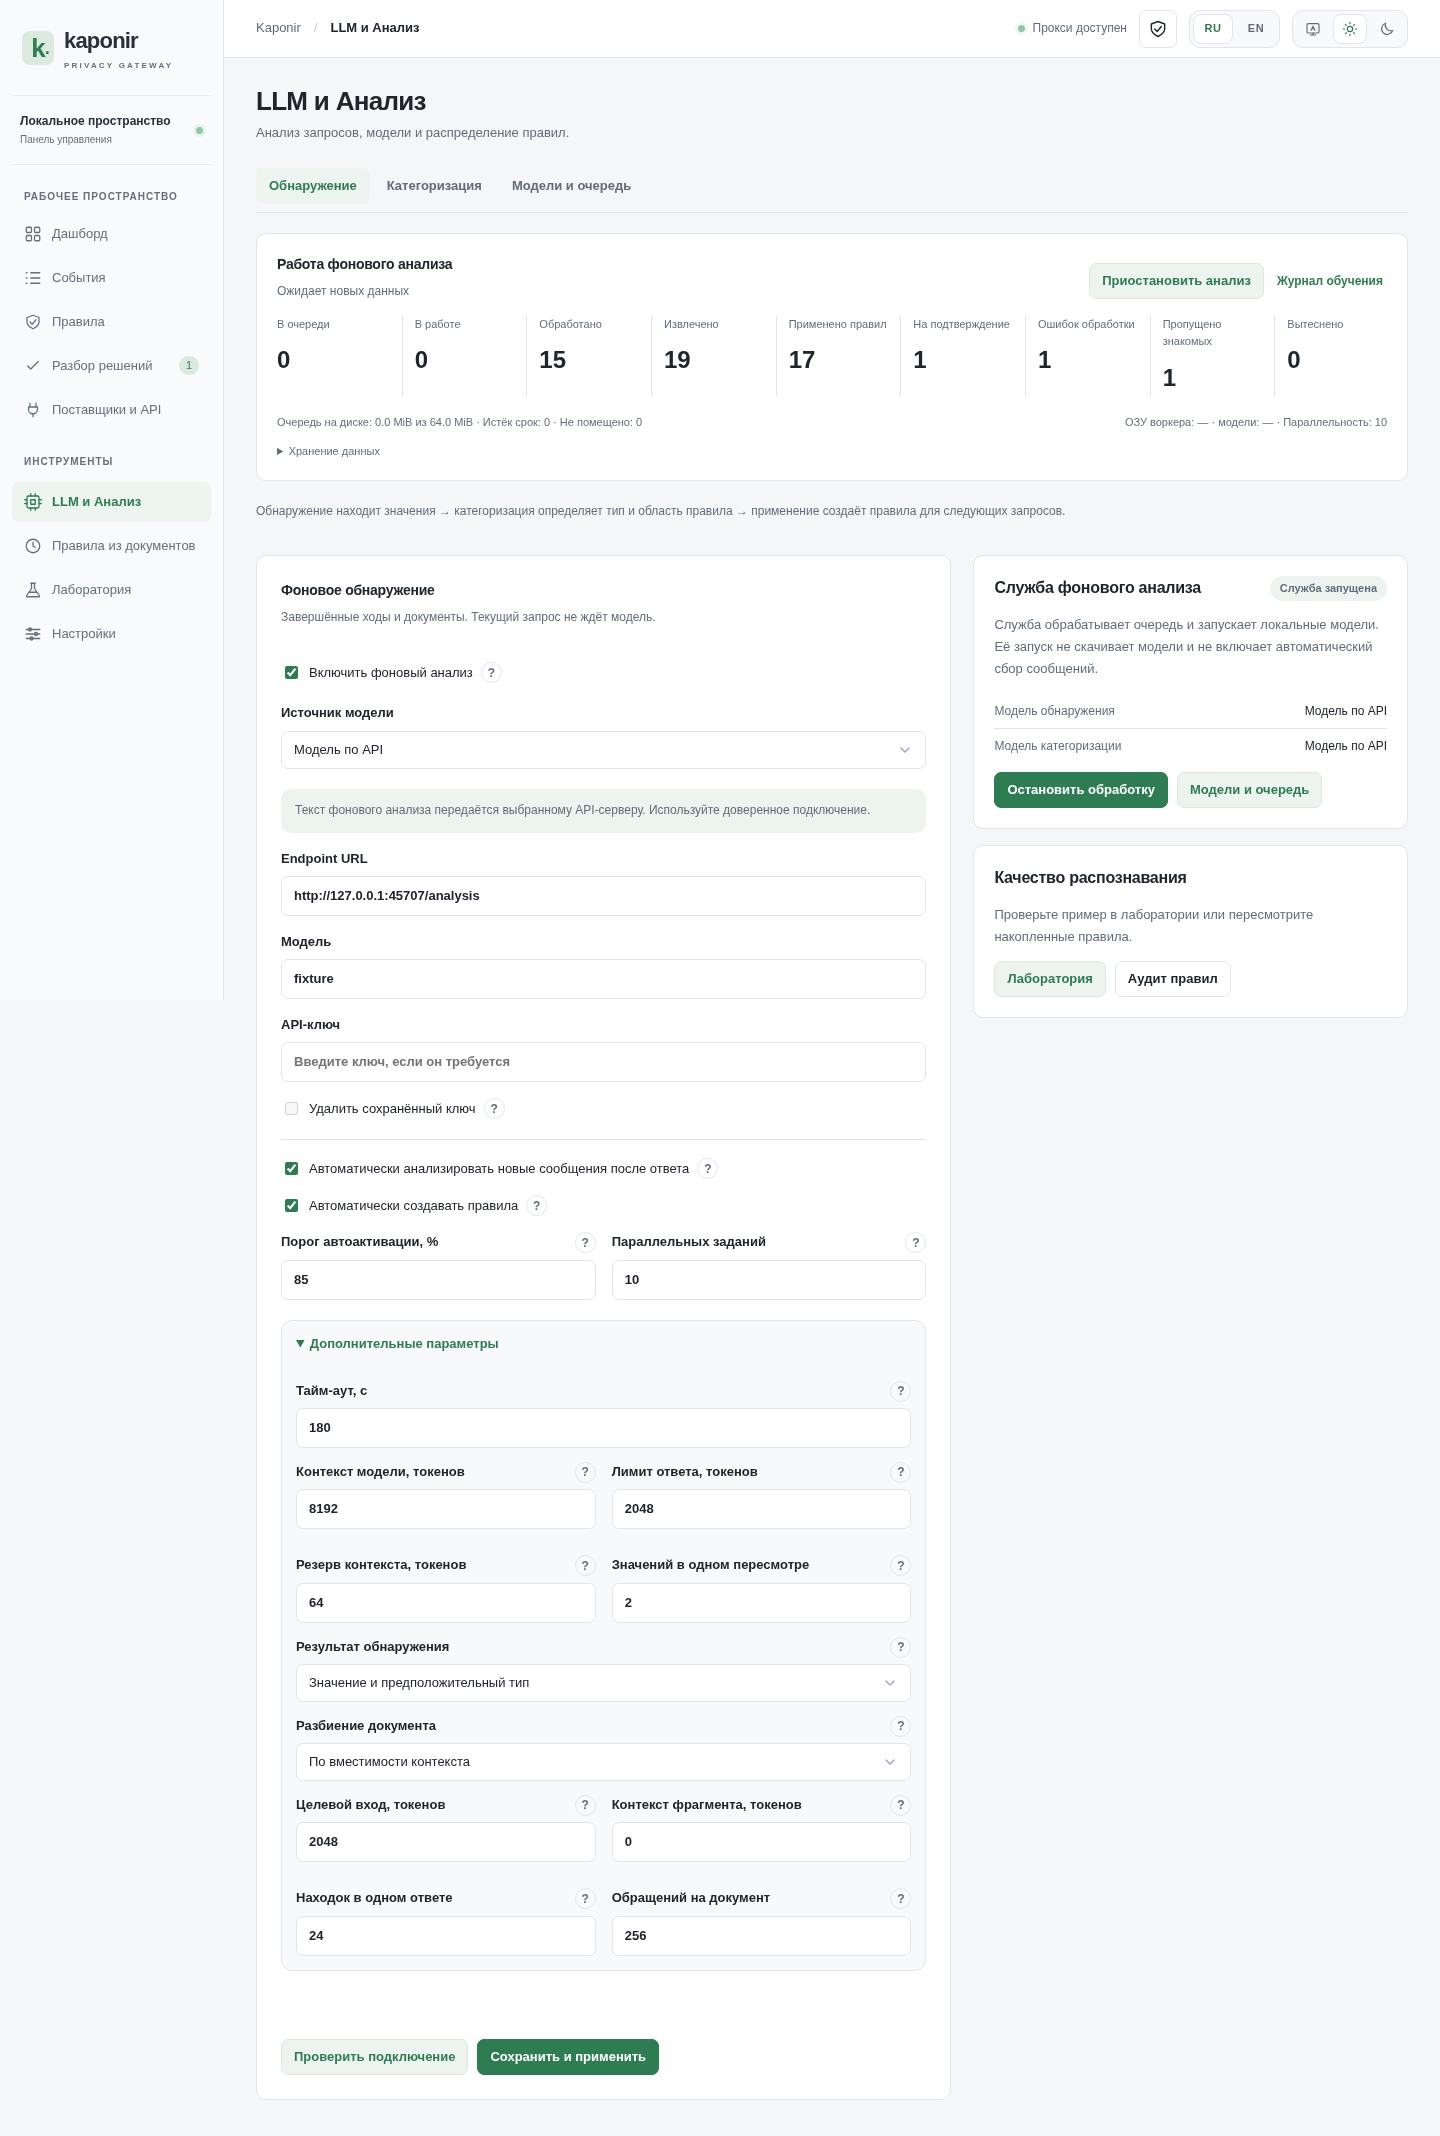 k.
kaponir
PRIVACY GATEWAY
Локальное пространство
Панель управления
РАБОЧЕЕ ПРОСТРАНСТВО
Дашборд
События
Правила
Разбор решений 1
Поставщики и API
ИНСТРУМЕНТЫ
LLM и Анализ
Правила из документов
Лаборатория
Настройки
Kaponir / LLM и Анализ
Прокси доступен
RU EN
LLM и Анализ
Анализ запросов, модели и распределение правил.
Обнаружение Категоризация Модели и очередь
Работа фонового анализа
Ожидает новых данных
Приостановить анализ Журнал обучения
В очереди
0
В работе
0
Обработано
15
Извлечено
19
Применено правил
17
На подтверждение
1
Ошибок обработки
1
Пропущено
знакомых
1
Вытеснено
0
Очередь на диске: 0.0 MiB из 64.0 MiB · Истёк срок: 0 · Не помещено: 0
ОЗУ воркера: — · модели: — · Параллельность: 10
Хранение данных
Обнаружение находит значения → категоризация определяет тип и область правила → применение создаёт правила для следующих запросов.
Фоновое обнаружение
Завершённые ходы и документы. Текущий запрос не ждёт модель.
Включить фоновый анализ ?
Источник модели
Модель по API
Текст фонового анализа передаётся выбранному API-серверу. Используйте доверенное подключение.
Endpoint URL
http://127.0.0.1:45707/analysis
Модель
fixture
API-ключ
Введите ключ, если он требуется
Удалить сохранённый ключ ?
Автоматически анализировать новые сообщения после ответа ?
Автоматически создавать правила ?
Порог автоактивации, % ? Параллельных заданий ?
85 10
Дополнительные параметры
Тайм-аут, с ?
180
Контекст модели, токенов ? Лимит ответа, токенов ?
8192 2048
Резерв контекста, токенов ? Значений в одном пересмотре ?
64 2
Результат обнаружения ?
Значение и предположительный тип
Разбиение документа ?
По вместимости контекста
Целевой вход, токенов ? Контекст фрагмента, токенов ?
2048 0
Находок в одном ответе ? Обращений на документ ?
24 256
Проверить подключение Сохранить и применить
Служба фонового анализа Служба запущена
Служба обрабатывает очередь и запускает локальные модели.
Её запуск не скачивает модели и не включает автоматический
сбор сообщений.
Модель обнаружения Модель по API
Модель категоризации Модель по API
Остановить обработку Модели и очередь
Качество распознавания
Проверьте пример в лаборатории или пересмотрите
накопленные правила.
Лаборатория Аудит правил